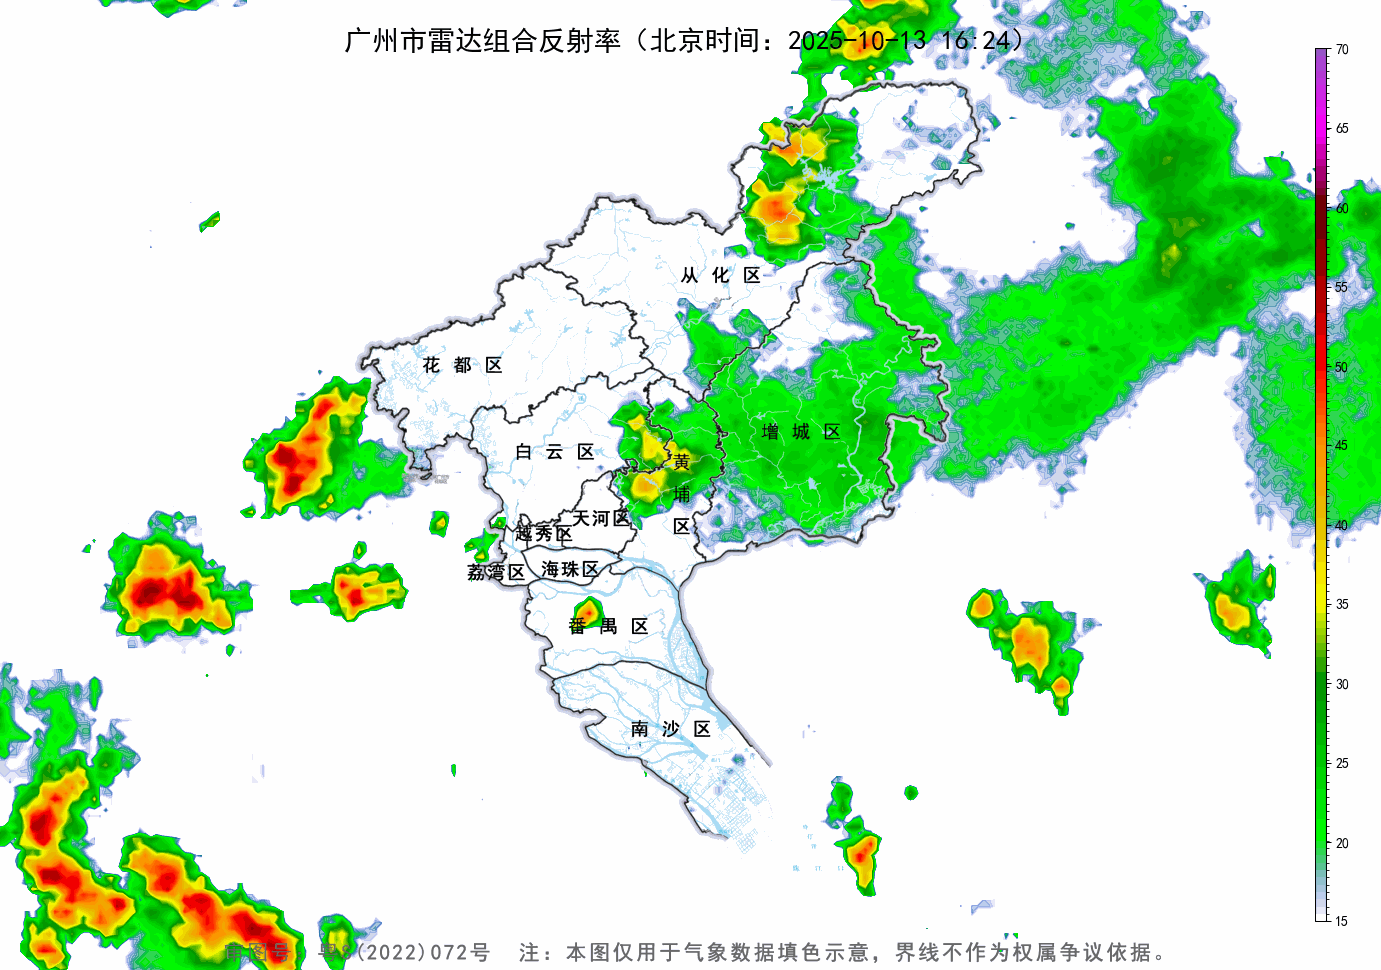 广州市雷达组合反射率（北京时间：2025-10-13 16:24）
70
65
60
55
50
45
40
35
30
25
20
15
从化区
花都区
增城区
白云区
黄埔区
天河区
越秀区
海珠区
荔湾区
番禺区
南沙区
审图号：粤S(2022)072号 注：本图仅用于气象数据填色示意，界线不作为权属争议依据。